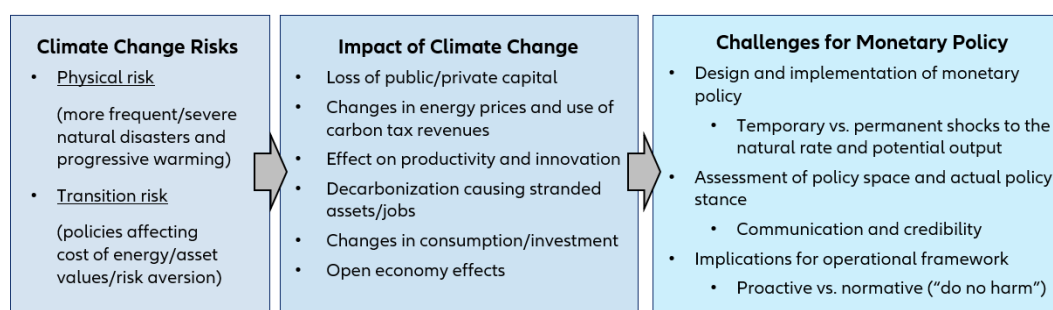 Climate Change Risks
• Physical risk
(more frequent/severe
natural disasters and
progressive warming)
• Transition risk
(policies affecting
cost of energy/asset
values/risk aversion)
Impact of Climate Change
• Loss of public/private capital
• Changes in energy prices and use of
carbon tax revenues
• Effect on productivity and innovation
• Decarbonization causing stranded
assets/jobs
• Changes in consumption/investment
• Open economy effects
Challenges for Monetary Policy
• Design and implementation of monetary
policy
• Temporary vs. permanent shocks to the
natural rate and potential output
• Assessment of policy space and actual policy
stance
• Communication and credibility
• Implications for operational framework
• Proactive vs. normative (“do no harm”)